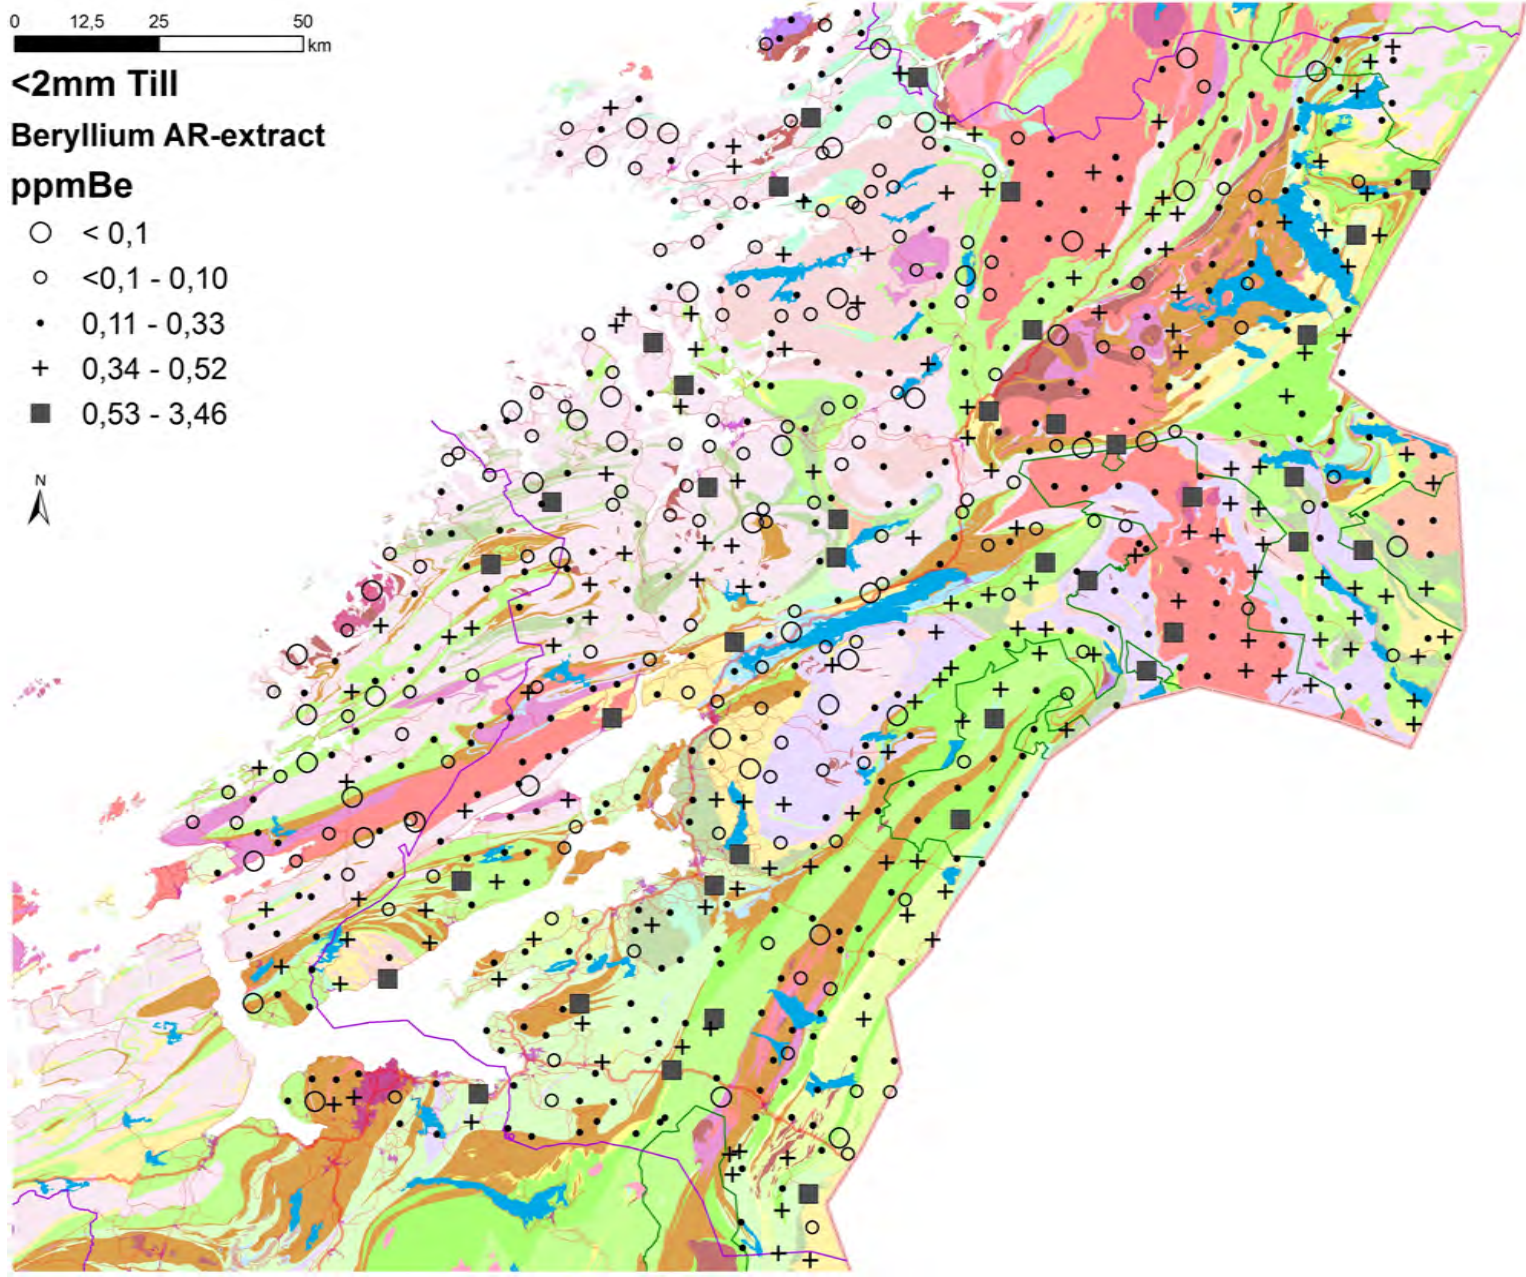 0 12,5 25 50
km
<2mm Till
Beryllium AR-extract
ppmBe
< 0,1
<0,1 - 0,10
0,11 - 0,33
0,34 - 0,52
0,53 - 3,46
N